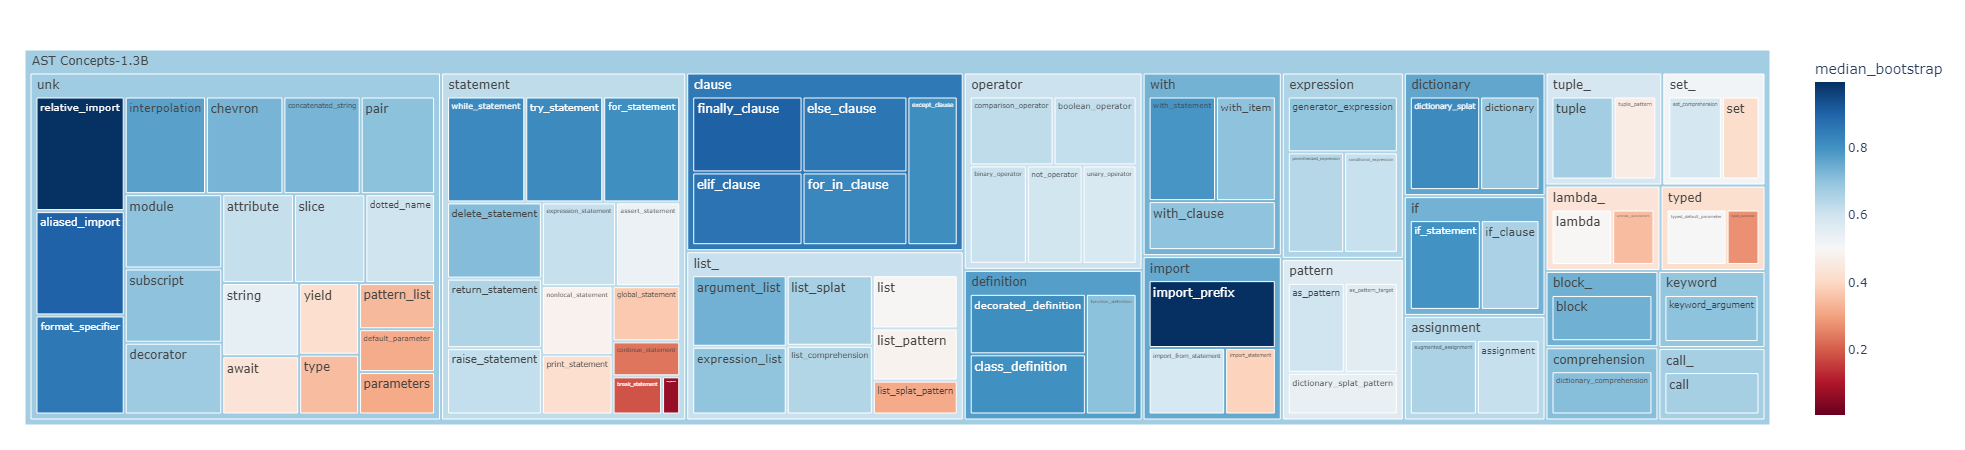 AST Concepts-1.3B
unk
relative_import
aliased_import
format_specifier
interpolation
chevron
concatenated_string
pair
module
subscript
decorator
attribute
slice
dotted_name
string
await
yield
type
pattern_list
default_parameter
parameters
statement
while_statement
try_statement
for_statement
delete_statement
return_statement
raise_statement
expression_statement
assert_statement
nonlocal_statement
print_statement
global_statement
continue_statement
break_statement
clause
finally_clause
else_clause
except_clause
elif_clause
for_in_clause
list_
argument_list
expression_list
list_splat
list_comprehension
list
list_pattern
list_splat_pattern
operator
comparison_operator
boolean_operator
binary_operator
not_operator
unary_operator
definition
decorated_definition
class_definition
function_definition
with
with_statement
with_item
with_clause
import
import_prefix
import_from_statement
import_statement
expression
generator_expression
parenthesized_expression
conditional_expression
pattern
as_pattern
as_pattern_target
dictionary_splat_pattern
dictionary
dictionary_splat
dictionary
if
if_statement
if_clause
assignment
augmented_assignment
assignment
tuple_
tuple
tuple_pattern
set_
set_comprehension
set
lambda_
lambda
typed
typed_default_parameter
block_
block
keyword
keyword_argument
comprehension
dictionary_comprehension
call_
call
median_bootstrap
0.8
0.6
0.4
0.2